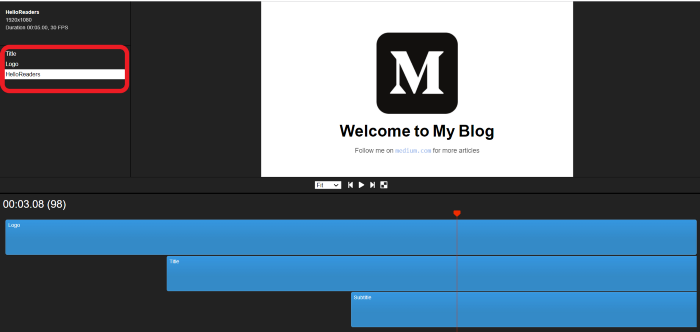 HelloReaders
1520x1080
Duration 00:05.00, 30 FPS
Title
Logo
HelloReaders
M
Welcome to My Blog
Follow me on medium.com for more articles
Fit
00:03.08 (98)
Logo
Title
Subtitle